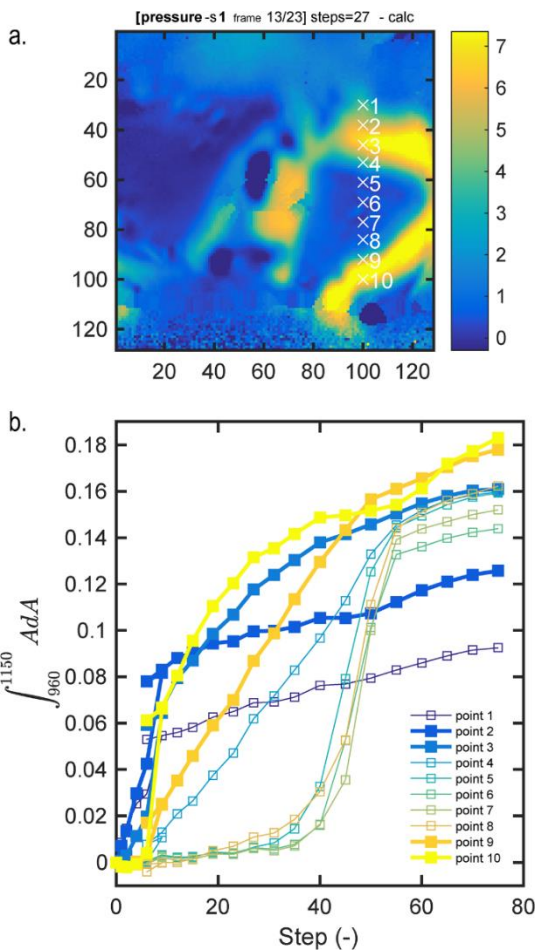 a.
[pressure-s1 frame 13/23] steps=27 - calc
20
40
60
80
100
120
20 40 60 80 100 120
1
2
3
4
5
6
7
8
9
10
7
6
5
4
3
2
1
0
b.
∫₉₆₀¹¹⁵⁰ AdA
0.18
0.16
0.14
0.12
0.1
0.08
0.06
0.04
0.02
0
point 1
point 2
point 3
point 4
point 5
point 6
point 7
point 8
point 9
point 10
0 20 40 60 80
Step (-)